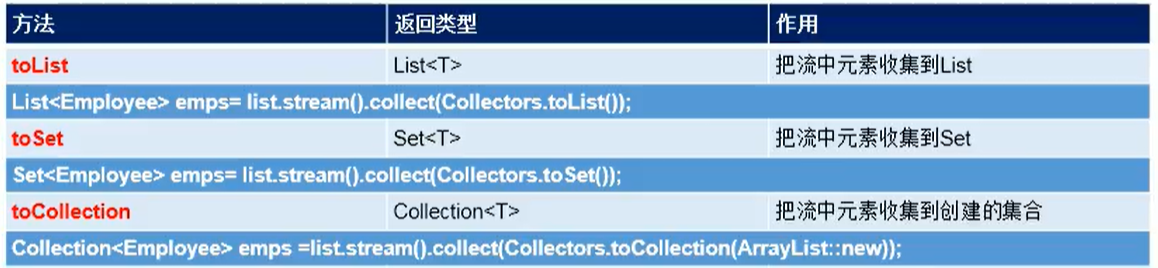 方法 返回类型 作用
toList List<T> 把流中元素收集到List
List<Employee> emps= list.stream().collect(Collectors.toList());
toSet Set<T> 把流中元素收集到Set
Set<Employee> emps= list.stream().collect(Collectors.toSet());
toCollection Collection<T> 把流中元素收集到创建的集合
Collection<Employee> emps =list.stream().collect(Collectors.toCollection(ArrayList::new));